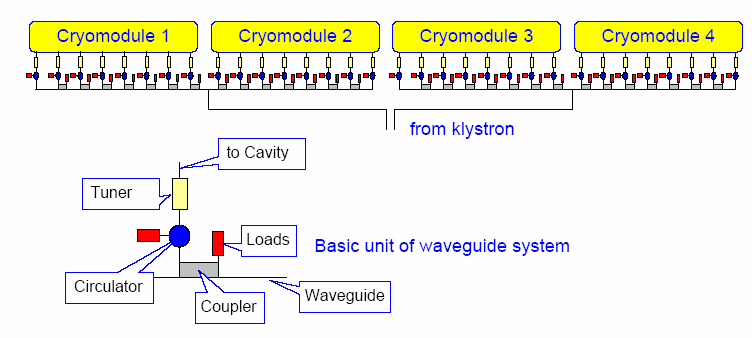 Cryomodule 1
Cryomodule 2
Cryomodule 3
Cryomodule 4
from klystron
to Cavity
Tuner
Loads
Basic unit of waveguide system
Circulator
Coupler
Waveguide